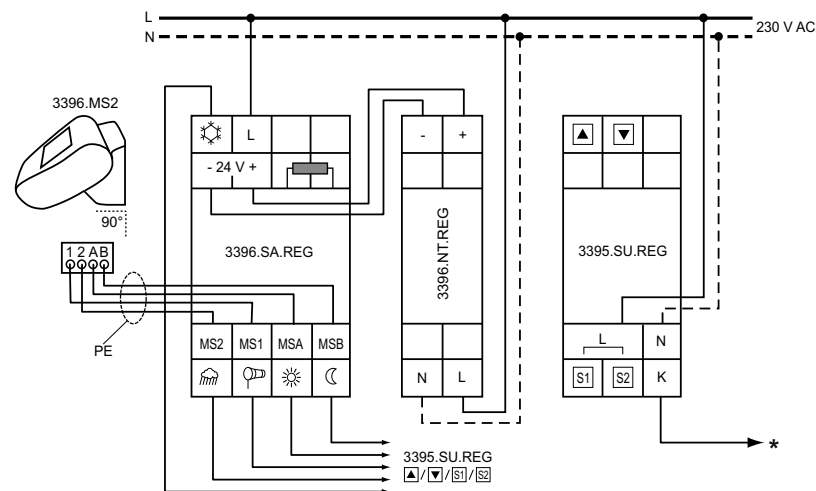 L
N
230 V AC
3396.MS2
90°
1 2 A B
PE
L
- 24 V +
3396.SA.REG
MS2 MS1 MSA MSB
- +
3396.NT.REG
N L
▲ ▼
3395.SU.REG
L N
S1 S2 K
*
3395.SU.REG
▲/▼/S1/S2